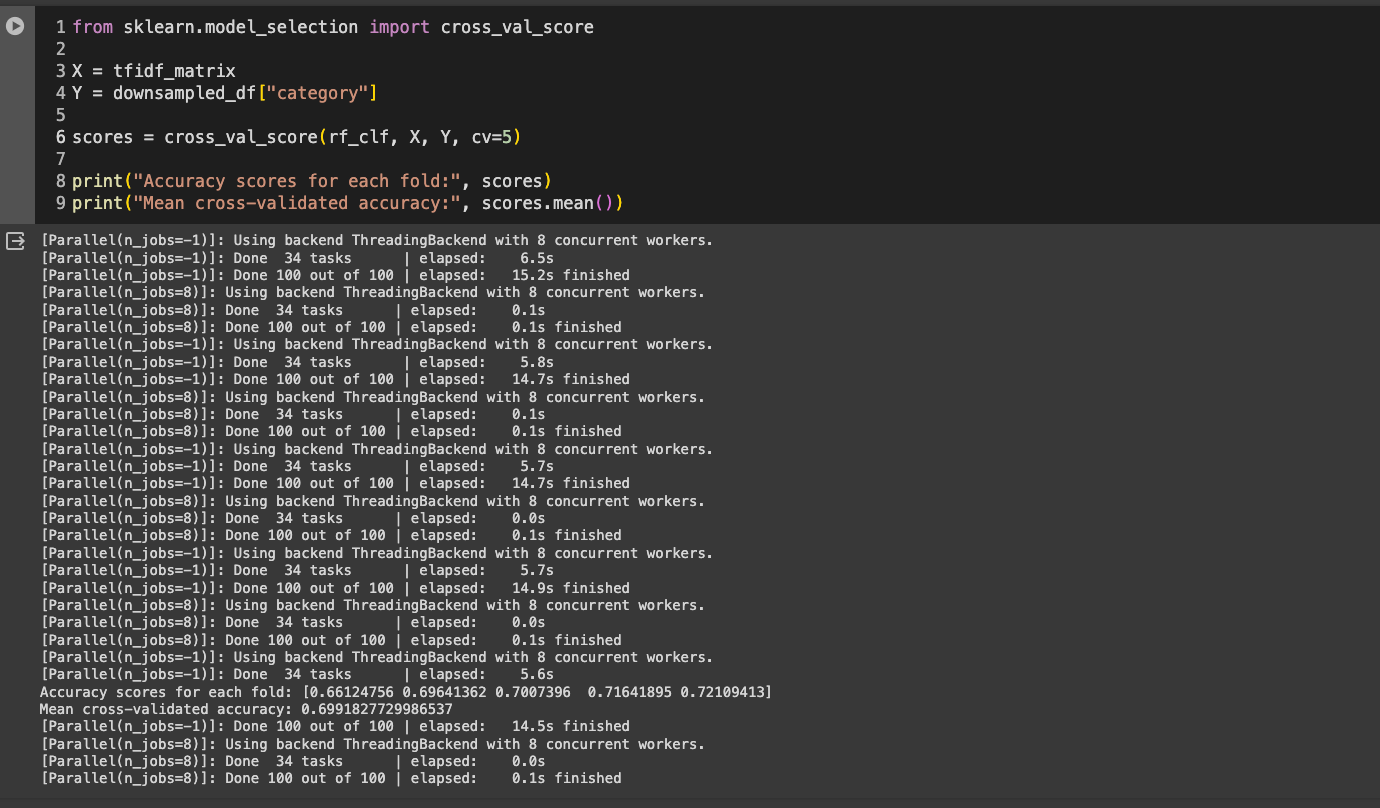 1 from sklearn.model_selection import cross_val_score
2
3 X = tfidf_matrix
4 Y = downsampled_df["category"]
5
6 scores = cross_val_score(rf_clf, X, Y, cv=5)
7
8 print("Accuracy scores for each fold:", scores)
9 print("Mean cross-validated accuracy:", scores.mean())
[Parallel(n_jobs=-1)]: Using backend ThreadingBackend with 8 concurrent workers.
[Parallel(n_jobs=-1)]: Done  34 tasks      | elapsed:    6.5s
[Parallel(n_jobs=-1)]: Done 100 out of 100 | elapsed:   15.2s finished
[Parallel(n_jobs=8)]: Using backend ThreadingBackend with 8 concurrent workers.
[Parallel(n_jobs=8)]: Done  34 tasks      | elapsed:    0.1s
[Parallel(n_jobs=8)]: Done 100 out of 100 | elapsed:    0.1s finished
[Parallel(n_jobs=-1)]: Using backend ThreadingBackend with 8 concurrent workers.
[Parallel(n_jobs=-1)]: Done  34 tasks      | elapsed:    5.8s
[Parallel(n_jobs=-1)]: Done 100 out of 100 | elapsed:   14.7s finished
[Parallel(n_jobs=8)]: Using backend ThreadingBackend with 8 concurrent workers.
[Parallel(n_jobs=8)]: Done  34 tasks      | elapsed:    0.1s
[Parallel(n_jobs=8)]: Done 100 out of 100 | elapsed:    0.1s finished
[Parallel(n_jobs=-1)]: Using backend ThreadingBackend with 8 concurrent workers.
[Parallel(n_jobs=-1)]: Done  34 tasks      | elapsed:    5.7s
[Parallel(n_jobs=-1)]: Done 100 out of 100 | elapsed:   14.7s finished
[Parallel(n_jobs=8)]: Using backend ThreadingBackend with 8 concurrent workers.
[Parallel(n_jobs=8)]: Done  34 tasks      | elapsed:    0.0s
[Parallel(n_jobs=8)]: Done 100 out of 100 | elapsed:    0.1s finished
[Parallel(n_jobs=-1)]: Using backend ThreadingBackend with 8 concurrent workers.
[Parallel(n_jobs=-1)]: Done  34 tasks      | elapsed:    5.7s
[Parallel(n_jobs=-1)]: Done 100 out of 100 | elapsed:   14.9s finished
[Parallel(n_jobs=8)]: Using backend ThreadingBackend with 8 concurrent workers.
[Parallel(n_jobs=8)]: Done  34 tasks      | elapsed:    0.0s
[Parallel(n_jobs=8)]: Done 100 out of 100 | elapsed:    0.1s finished
[Parallel(n_jobs=-1)]: Using backend ThreadingBackend with 8 concurrent workers.
[Parallel(n_jobs=-1)]: Done  34 tasks      | elapsed:    5.6s
Accuracy scores for each fold: [0.66124756 0.69641362 0.7007396  0.71641895 0.72109413]
Mean cross-validated accuracy: 0.6991827729986537
[Parallel(n_jobs=-1)]: Done 100 out of 100 | elapsed:   14.5s finished
[Parallel(n_jobs=8)]: Using backend ThreadingBackend with 8 concurrent workers.
[Parallel(n_jobs=8)]: Done  34 tasks      | elapsed:    0.0s
[Parallel(n_jobs=8)]: Done 100 out of 100 | elapsed:    0.1s finished